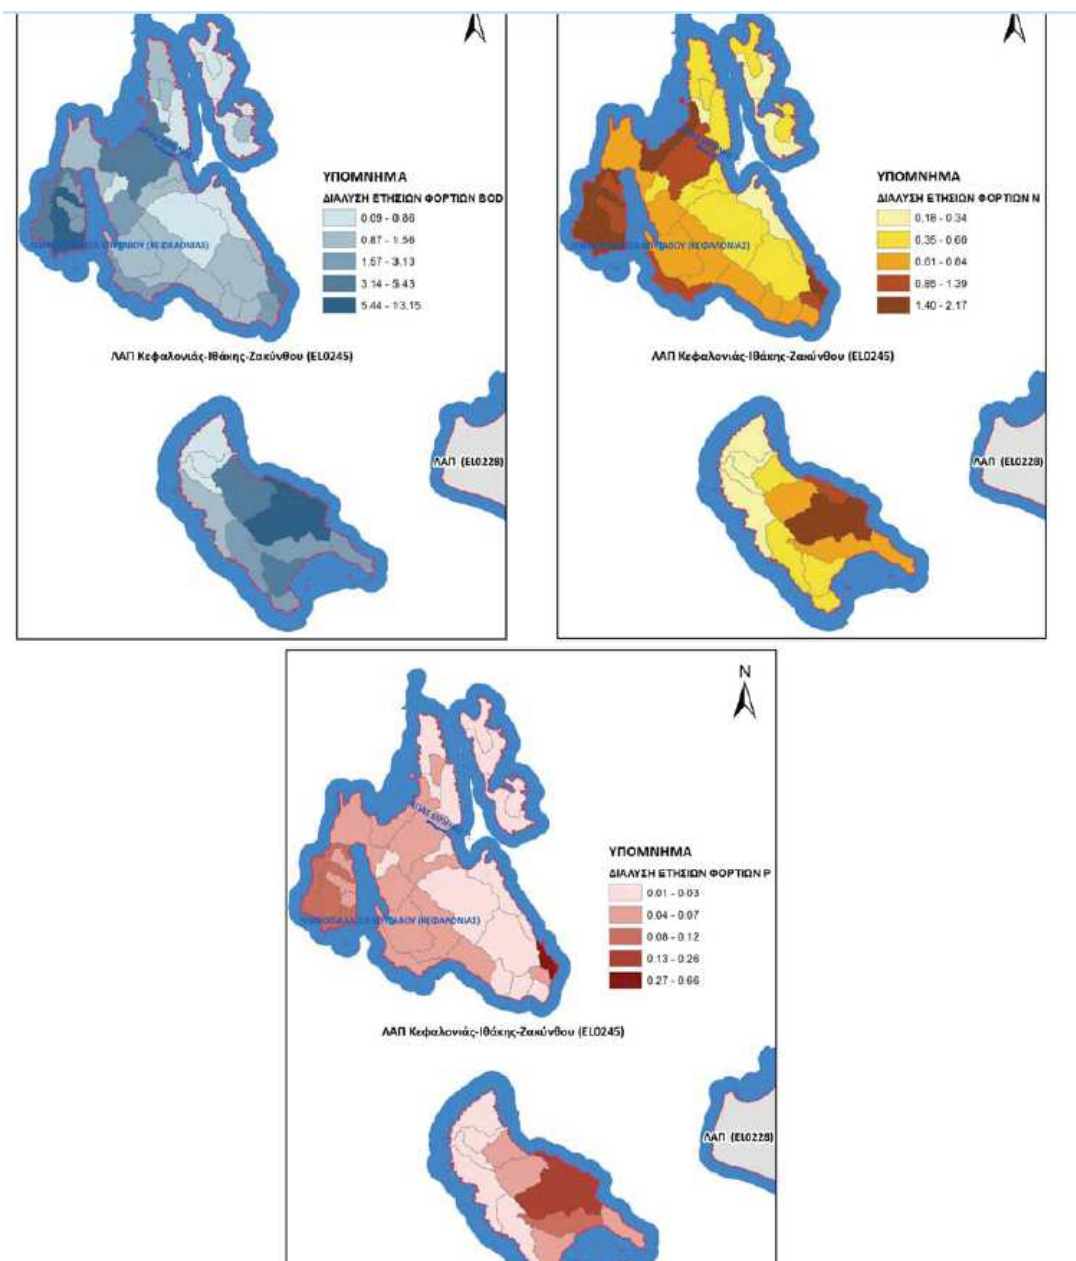 ΥΠΟΜΝΗΜΑ
ΔΙΑΛΥΣΗ ΕΤΗΣΙΩΝ ΦΟΡΤΙΩΝ BOD
0.09 - 0.86
0.87 - 1.56
1.57 - 3.13
3.14 - 5.43
5.44 - 13.15
(ΚΕΦΑΛΟΝΙΑΣ)
ΛΑΠ Κεφαλονιάς-Ιθάκης-Ζακύνθου (EL0245)
ΛΑΠ (EL0228)
ΥΠΟΜΝΗΜΑ
ΔΙΑΛΥΣΗ ΕΤΗΣΙΩΝ ΦΟΡΤΙΩΝ N
0.18 - 0.34
0.35 - 0.60
0.61 - 0.84
0.85 - 1.39
1.40 - 2.17
(ΚΕΦΑΛΟΝΙΑΣ)
ΛΑΠ Κεφαλονιάς-Ιθάκης-Ζακύνθου (EL0245)
ΛΑΠ (EL0228)
N
ΥΠΟΜΝΗΜΑ
ΔΙΑΛΥΣΗ ΕΤΗΣΙΩΝ ΦΟΡΤΙΩΝ P
0.01 - 0.03
0.04 - 0.07
0.08 - 0.12
0.13 - 0.26
0.27 - 0.66
(ΚΕΦΑΛΟΝΙΑΣ)
ΛΑΠ Κεφαλονιάς-Ιθάκης-Ζακύνθου (EL0245)
ΛΑΠ (EL0228)